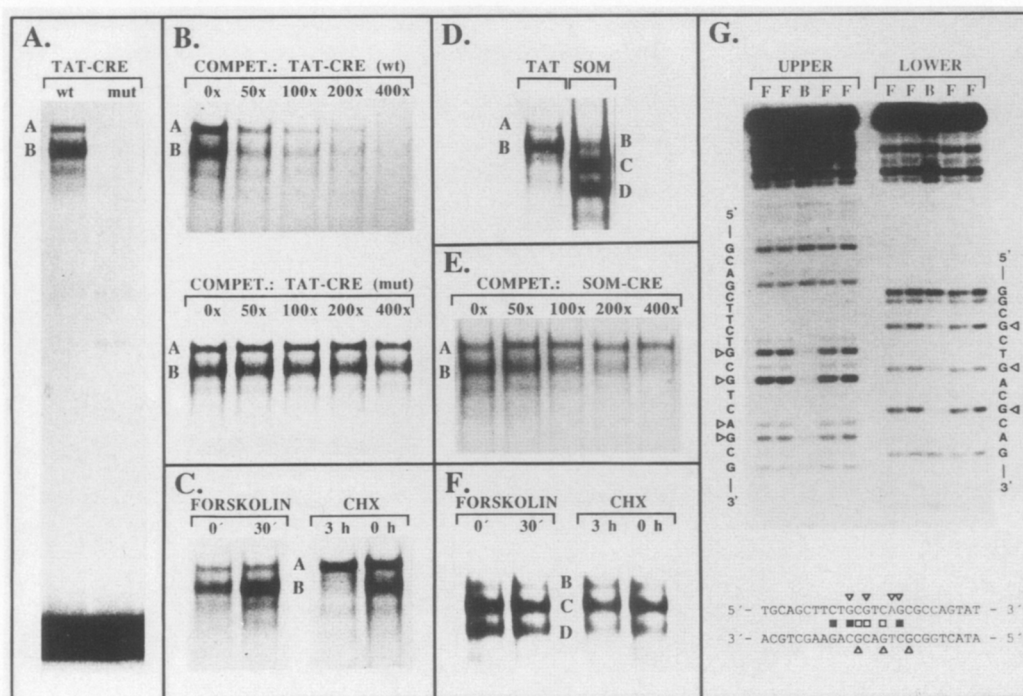 A.
TAT-CRE
wt mut
A
B
B.
COMPET.: TAT-CRE (wt)
0x 50x 100x 200x 400x
A
B
COMPET.: TAT-CRE (mut)
0x 50x 100x 200x 400x
A
B
C.
FORSKOLIN CHX
0´ 30´ 3 h 0 h
A
B
D.
TAT SOM
A
B
B
C
D
E.
COMPET.: SOM-CRE
0x 50x 100x 200x 400x
A
B
F.
FORSKOLIN CHX
0´ 30´ 3 h 0 h
B
C
D
G.
UPPER LOWER
F F B F F F F B F F
5'
G
C
A
G
C
T
T
C
T
G
C
G
T
C
A
G
C
G
3'
5'
G
G
C
G
C
T
G
A
C
G
C
A
G
3'
5´- TGCAGCTTCTGCGTCAGCGCCAGTAT - 3´
3´- ACGTCGAAGACGCAGTCGCGGTCATA - 5´